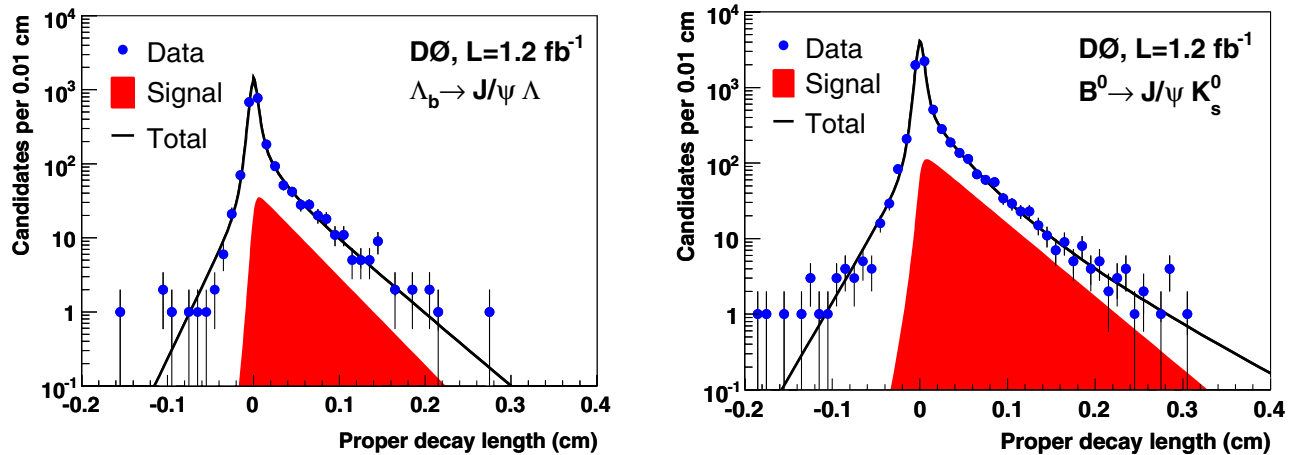 Candidates per 0.01 cm
10⁴
10³
10²
10
1
10⁻¹
Data
Signal
Total
DØ, L=1.2 fb⁻¹
Λ_b→ J/ψ Λ
-0.2 -0.1 0 0.1 0.2 0.3 0.4
Proper decay length (cm)
Candidates per 0.01 cm
10⁴
10³
10²
10
1
10⁻¹
Data
Signal
Total
DØ, L=1.2 fb⁻¹
B⁰→ J/ψ K_s⁰
-0.2 -0.1 0 0.1 0.2 0.3 0.4
Proper decay length (cm)